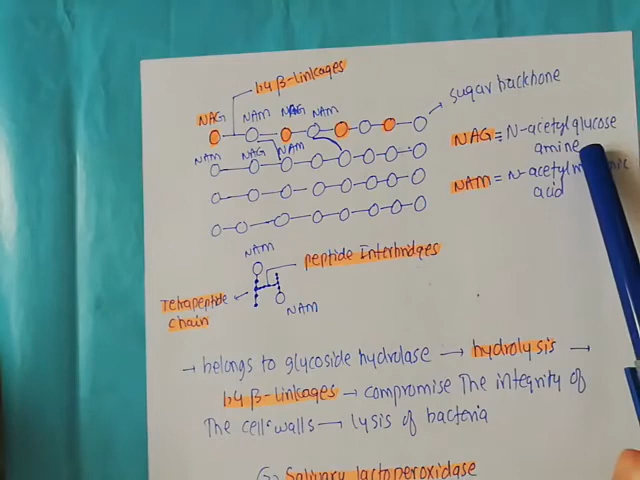 1,4 β-linkages
sugar backbone
NAG NAM NAG NAM
NAM NAG NAM
NAG = N-acetyl glucose
amine
NAM = N-acetyl
acid
NAM
peptide Interbridges
Tetrapeptide
chain
NAM
→ belongs to glycoside hydrolase → hydrolysis →
1,4 β-linkages → compromise The integrity of
The cell walls → lysis of bacteria
6. Salivary lactoperoxidase